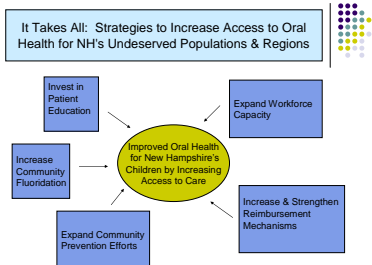 It Takes All: Strategies to Increase Access to Oral
Health for NH's Undeserved Populations & Regions
Invest in
Patient
Education
Expand Workforce
Capacity
Improved Oral Health
for New Hampshire's
Children by Increasing
Access to Care
Increase
Community
Fluoridation
Increase & Strengthen
Reimbursement
Mechanisms
Expand Community
Prevention Efforts